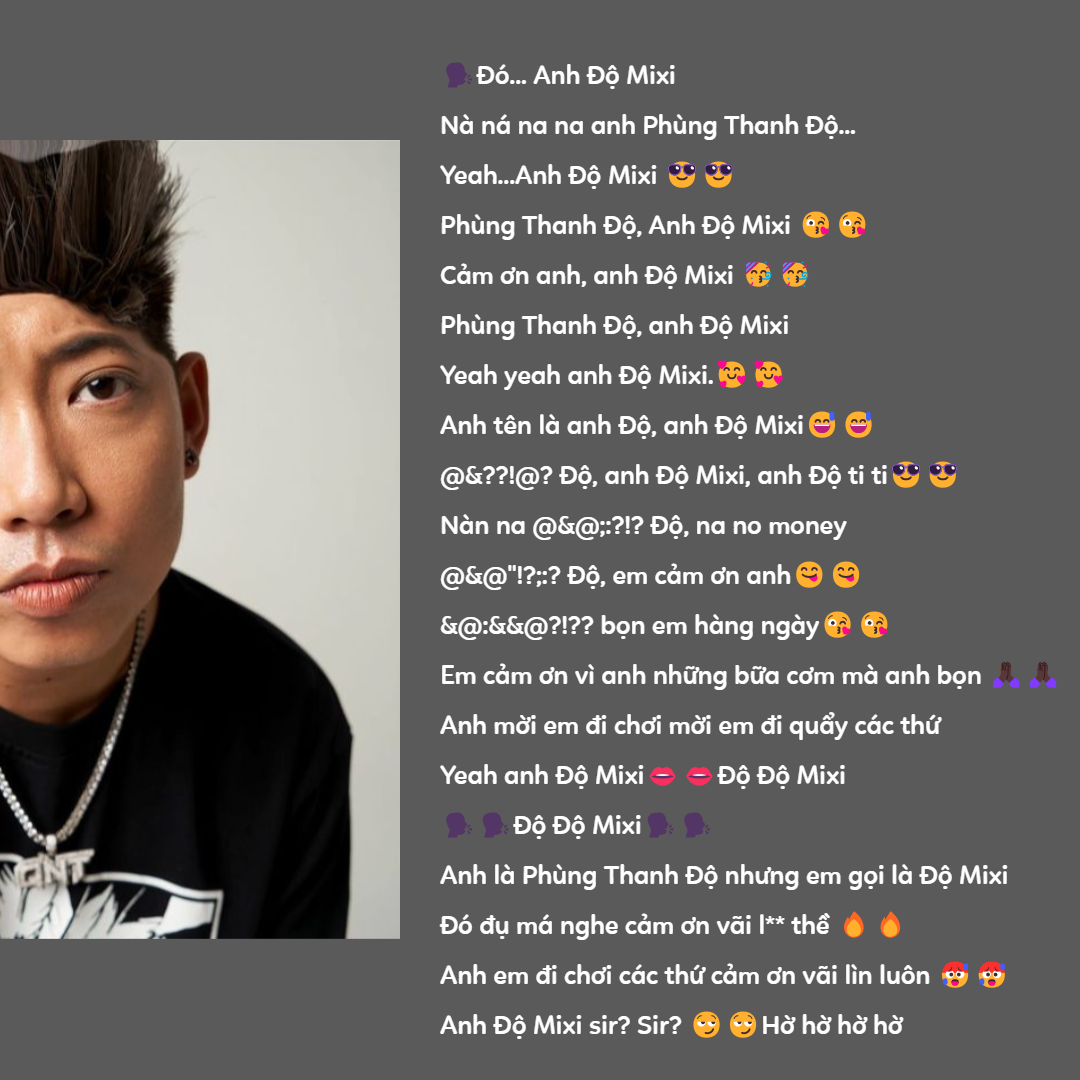 🗣️Đó... Anh Độ Mixi
Nà ná na na anh Phùng Thanh Độ...
Yeah...Anh Độ Mixi 😎 😎
Phùng Thanh Độ, Anh Độ Mixi 😘 😘
Cảm ơn anh, anh Độ Mixi 🥳 🥳
Phùng Thanh Độ, anh Độ Mixi
Yeah yeah anh Độ Mixi.🥰 🥰
Anh tên là anh Độ, anh Độ Mixi😅 😅
@&??!@? Độ, anh Độ Mixi, anh Độ ti ti😎 😎
Nàn na @&@;:?!? Độ, na no money
@&@"!?;:? Độ, em cảm ơn anh😋 😋
&@:&&@?!?? bọn em hàng ngày😘 😘
Em cảm ơn vì anh những bữa cơm mà anh bọn 🙏🏿 🙏🏿
Anh mời em đi chơi mời em đi quẩy các thứ
Yeah anh Độ Mixi👄 👄Độ Độ Mixi
🗣️ 🗣️Độ Độ Mixi🗣️ 🗣️
Anh là Phùng Thanh Độ nhưng em gọi là Độ Mixi
Đó đụ má nghe cảm ơn vãi l** thề 🔥 🔥
Anh em đi chơi các thứ cảm ơn vãi lìn luôn 🥵 🥵
Anh Độ Mixi sir? Sir? 😏 😏Hờ hờ hờ hờ